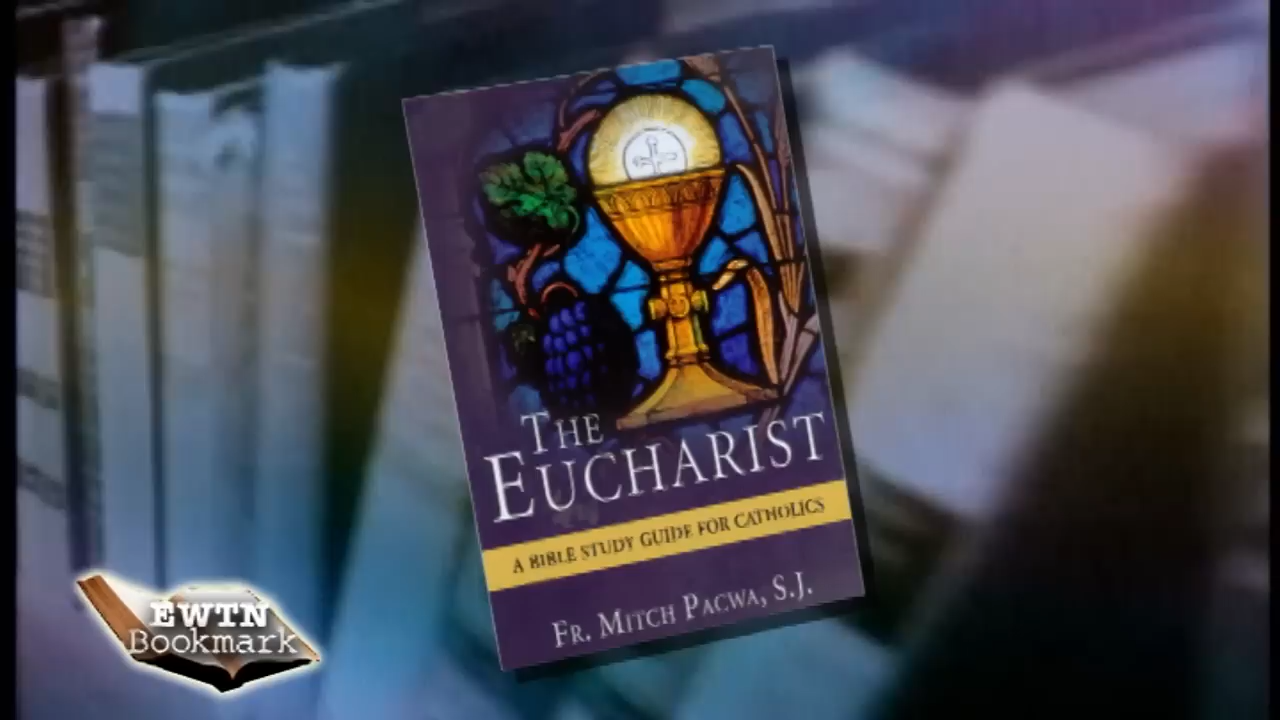 THE
EUCHARIST
A BIBLE STUDY GUIDE FOR CATHOLICS
FR. MITCH PACWA, S.J.
EWTN
Bookmark